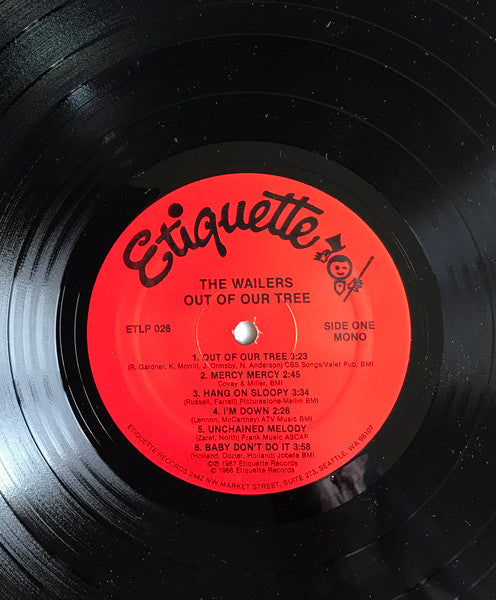 Etiquette
THE WAILERS
OUT OF OUR TREE
ETLP 026
SIDE ONE
MONO
1. OUT OF OUR TREE 3:23
(R. Gardner, K. Morrill, J. Ormsby, N. Anderson) CBS Songs/Valet Pub. BMI
2. MERCY MERCY 2:45
Covay & Miller, BMI
3. HANG ON SLOOPY 3:34
(Russell, Farrell) Picturestone-Mellin BMI
4. I'M DOWN 2:26
(Lennon, McCartney) ATV Music BMI
5. UNCHAINED MELODY
(Zaret, North) Frank Music ASCAP
6. BABY DON'T DO IT 3:58
(Holland, Dozier, Holland) Jobete BMI
©℗ 1987 Etiquette Records
© 1966 Etiquette Records
ETIQUETTE RECORDS 2442 NW MARKET STREET, SUITE 273, SEATTLE, WA 98107